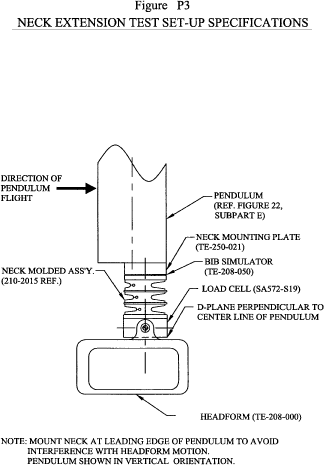 Figure P3
NECK EXTENSION TEST SET-UP SPECIFICATIONS
DIRECTION OF
PENDULUM
FLIGHT
PENDULUM
(REF. FIGURE 22,
SUBPART E)
NECK MOUNTING PLATE
(TE-250-021)
BIB SIMULATOR
(TE-208-050)
NECK MOLDED ASS'Y.
(210-2015 REF.)
LOAD CELL (SA572-S19)
D-PLANE PERPENDICULAR TO
CENTER LINE OF PENDULUM
HEADFORM (TE-208-000)
NOTE: MOUNT NECK AT LEADING EDGE OF PENDULUM TO AVOID
INTERFERENCE WITH HEADFORM MOTION.
PENDULUM SHOWN IN VERTICAL ORIENTATION.